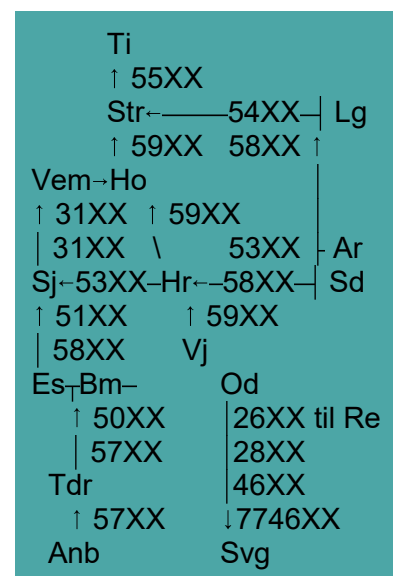 Ti
↑ 55XX
Str←———54XX—┤ Lg
↑ 59XX 58XX ↑
Vem→Ho
↑ 31XX ↑ 59XX
│ 31XX \ 53XX ├ Ar
Sj←53XX–Hr←–58XX—┤ Sd
↑ 51XX ↑ 59XX
│ 58XX Vj
Es┬Bm– Od
↑ 50XX │26XX til Re
│ 57XX │28XX
Tdr │46XX
↑ 57XX ↓7746XX
Anb Svg